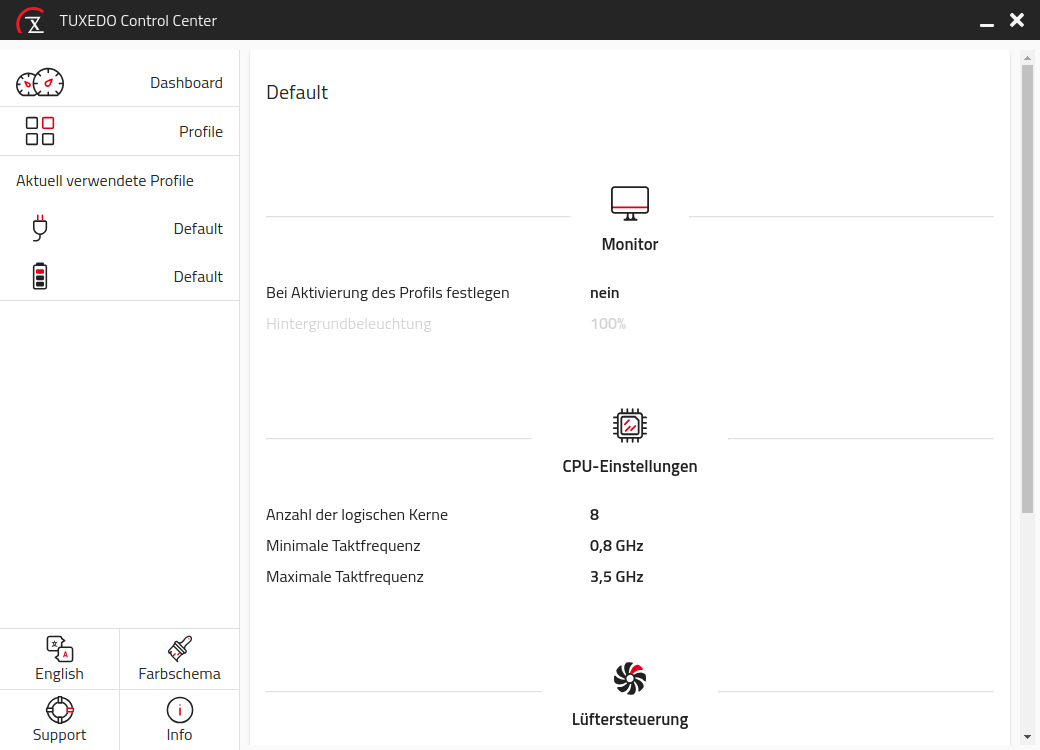 TUXEDO Control Center
Dashboard
Profile
Aktuell verwendete Profile
Default
Default
English
Farbschema
Support
Info
Default
Monitor
Bei Aktivierung des Profils festlegen nein
Hintergrundbeleuchtung 100%
CPU-Einstellungen
Anzahl der logischen Kerne 8
Minimale Taktfrequenz 0,8 GHz
Maximale Taktfrequenz 3,5 GHz
Lüftersteuerung